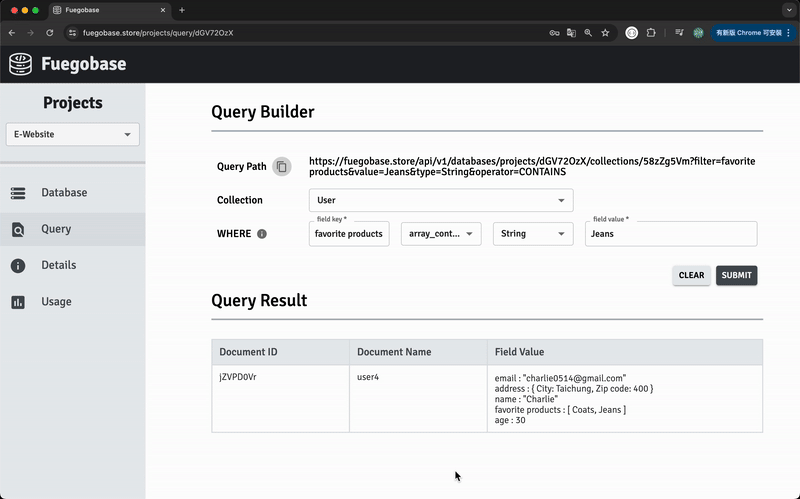 Fuegobase
fuegobase.store/projects/query/dGV72OzX
有新版 Chrome 可安裝
Fuegobase
Projects
E-Website
Database
Query
Details
Usage
Query Builder
Query Path
https://fuegobase.store/api/v1/databases/projects/dGV72OzX/collections/58zZg5Vm?filter=favorite
products&value=Jeans&type=String&operator=CONTAINS
Collection
User
WHERE
field key *
favorite products
array_cont...
String
field value *
Jeans
CLEAR
SUBMIT
Query Result
Document ID
Document Name
Field Value
jZVPD0Vr
user4
email : "charlie0514@gmail.com"
address : { City: Taichung, Zip code: 400 }
name : "Charlie"
favorite products : [ Coats, Jeans ]
age : 30